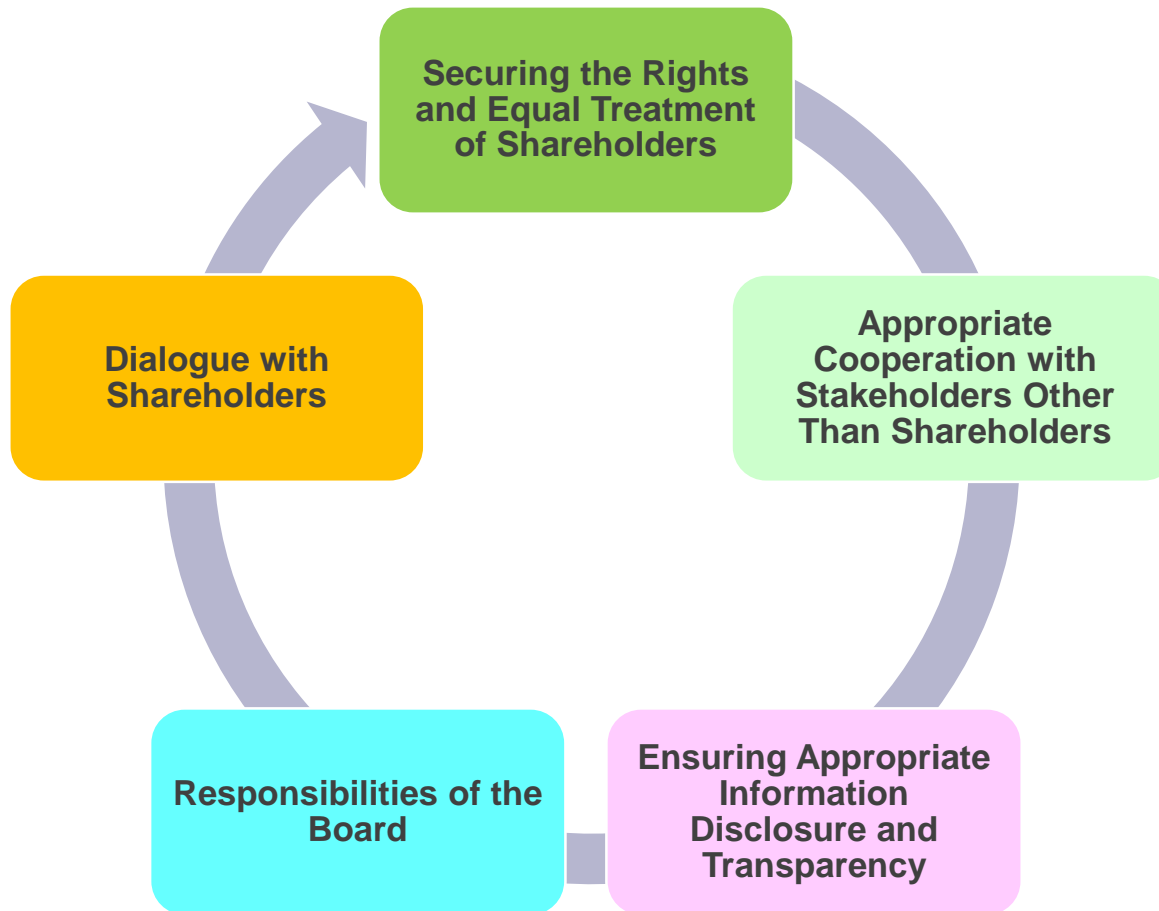 Securing the Rights
and Equal Treatment
of Shareholders
Appropriate
Cooperation with
Stakeholders Other
Than Shareholders
Ensuring Appropriate
Information
Disclosure and
Transparency
Responsibilities of the
Board
Dialogue with
Shareholders